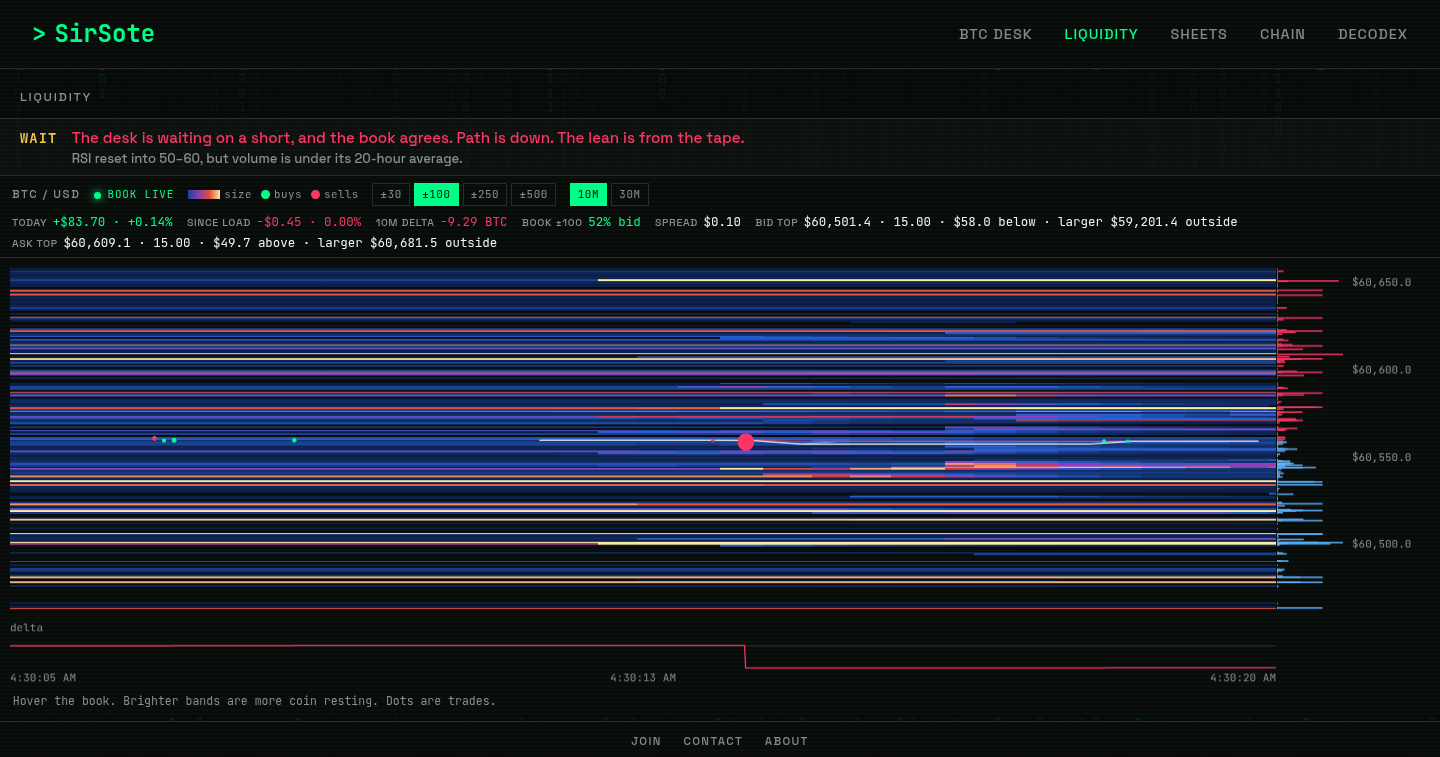 > SirSote
BTC DESK LIQUIDITY SHEETS CHAIN DECODEX
LIQUIDITY
WAIT The desk is waiting on a short, and the book agrees. Path is down. The lean is from the tape.
RSI reset into 50–60, but volume is under its 20-hour average.
BTC / USD BOOK LIVE size buys sells ±30 ±100 ±250 ±500 10M 30M
TODAY +$83.70 · +0.14% SINCE LOAD -$0.45 · 0.00% 10M DELTA -9.29 BTC BOOK ±100 52% bid SPREAD $0.10 BID TOP $60,501.4 · 15.00 · $58.0 below · larger $59,201.4 outside
ASK TOP $60,609.1 · 15.00 · $49.7 above · larger $60,681.5 outside
$60,650.0
$60,600.0
$60,550.0
$60,500.0
delta
4:30:05 AM 4:30:13 AM 4:30:20 AM
Hover the book. Brighter bands are more coin resting. Dots are trades.
JOIN CONTACT ABOUT